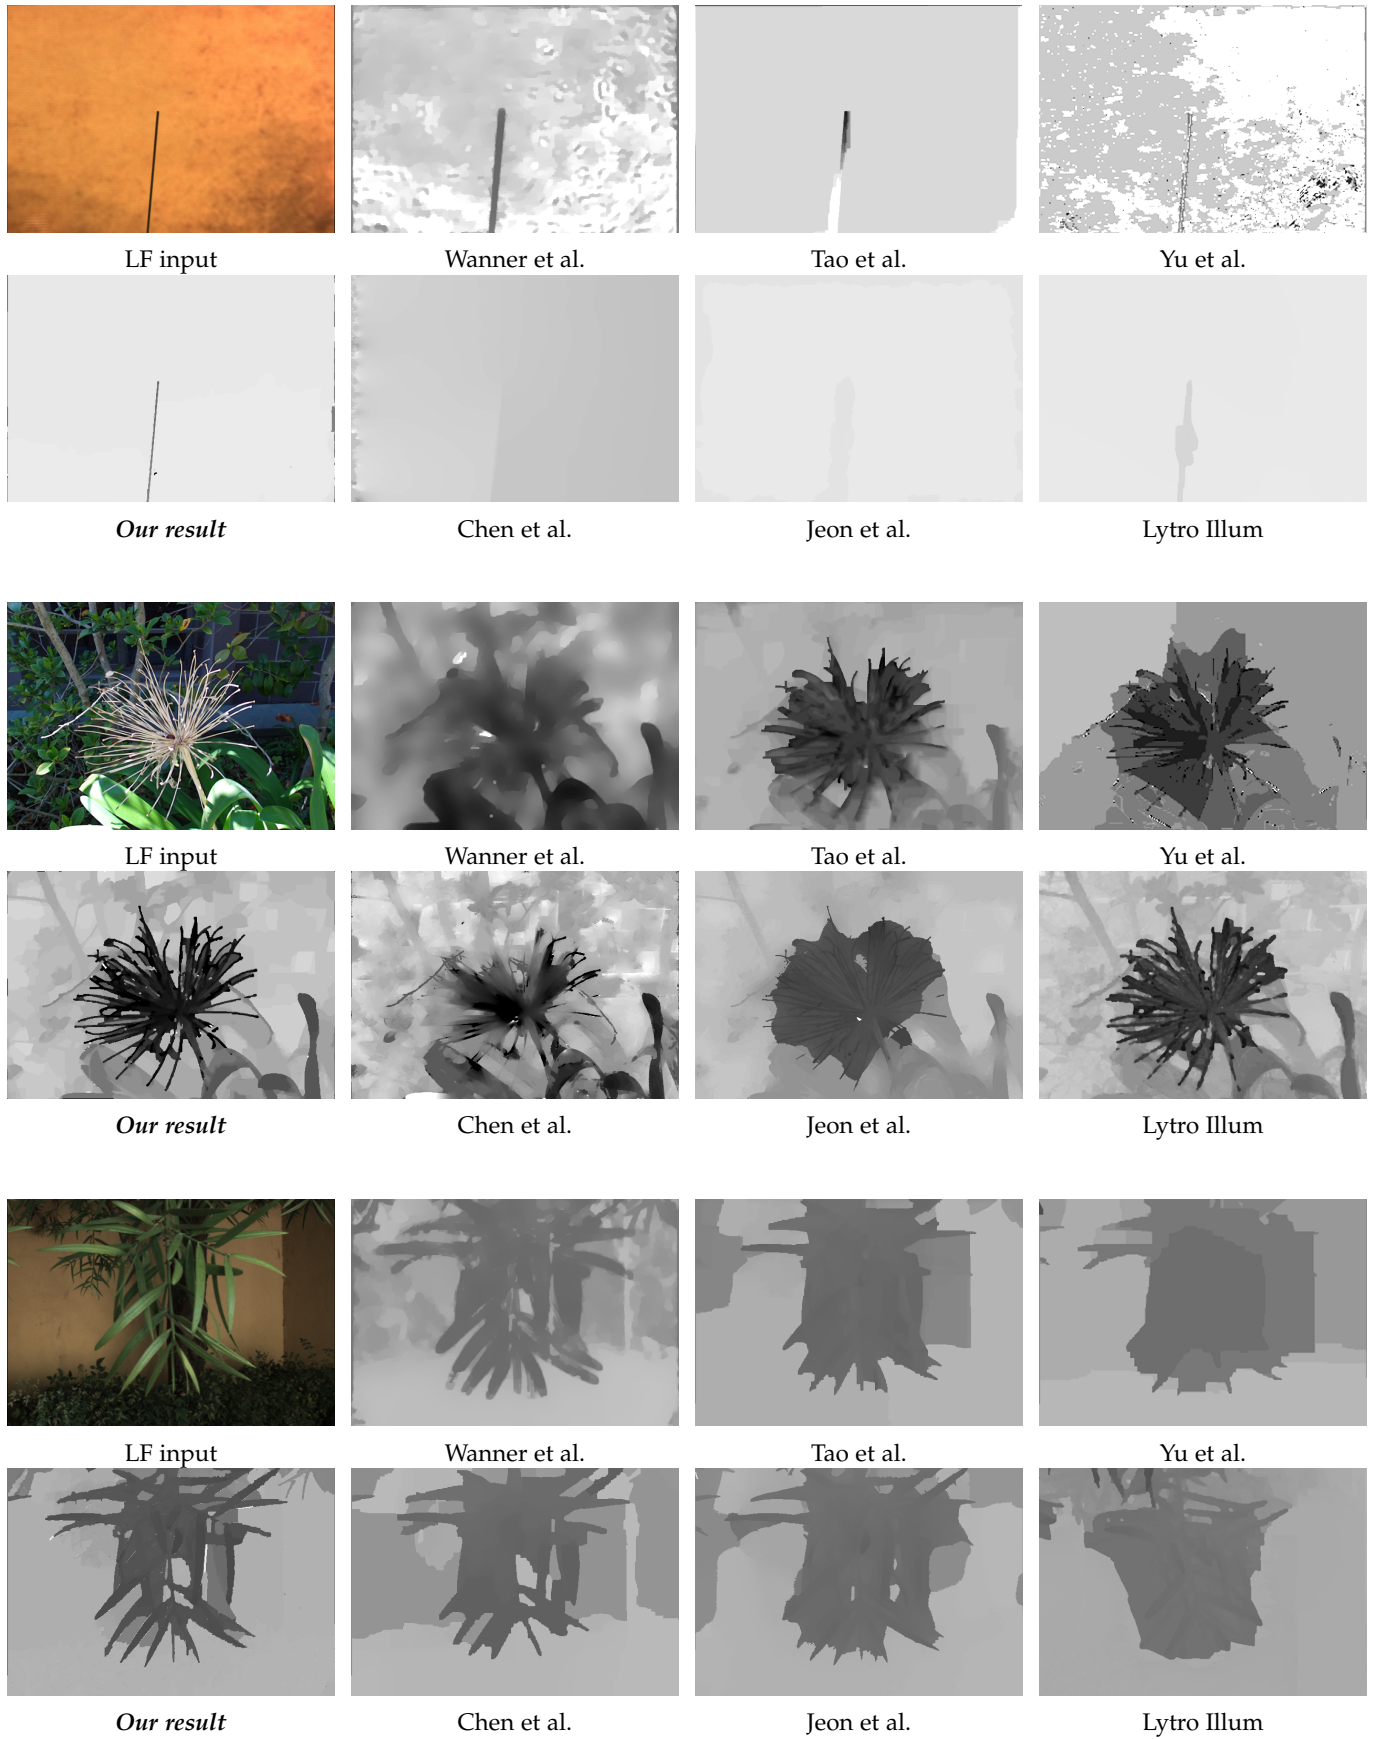 LF input
Wanner et al.
Tao et al.
Yu et al.
Our result
Chen et al.
Jeon et al.
Lytro Illum
LF input
Wanner et al.
Tao et al.
Yu et al.
Our result
Chen et al.
Jeon et al.
Lytro Illum
LF input
Wanner et al.
Tao et al.
Yu et al.
Our result
Chen et al.
Jeon et al.
Lytro Illum